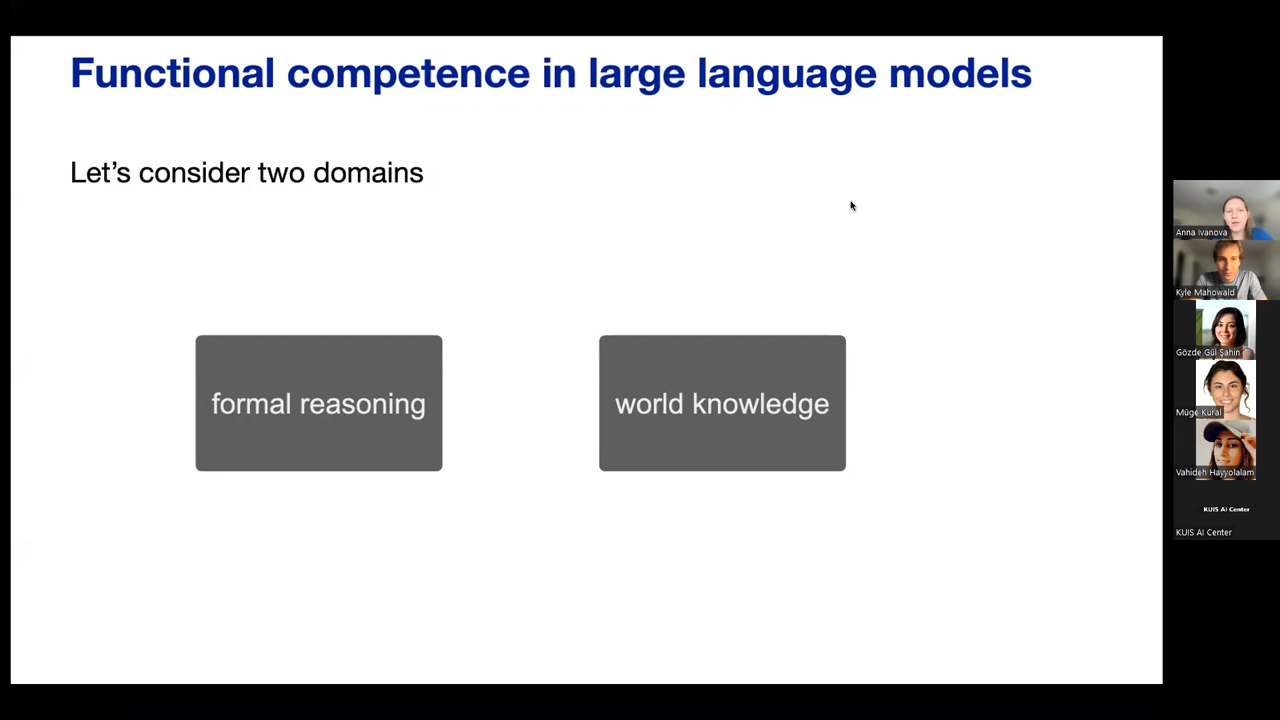 Functional competence in large language models
Let's consider two domains
formal reasoning
world knowledge
Anna Ivanova
Kyle Mahowald
Gözde Gül Şahin
Müge Kural
Vahideh Hayyolalam
KUIS AI Center
KUIS AI Center